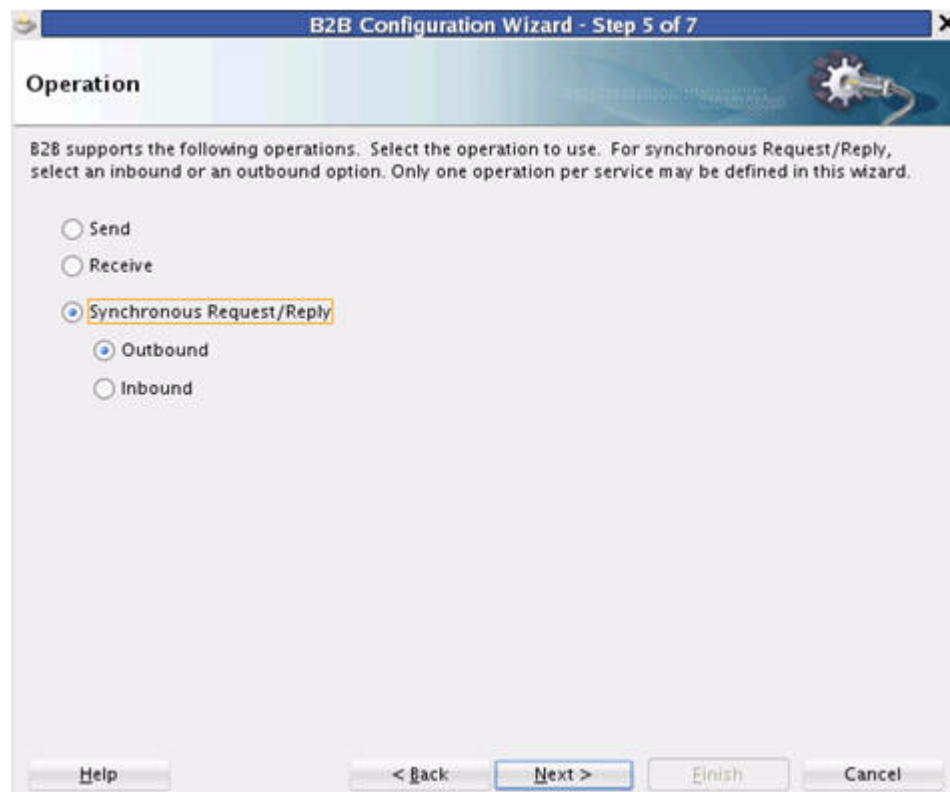 B2B Configuration Wizard - Step 5 of 7
Operation
B2B supports the following operations. Select the operation to use. For synchronous Request/Reply,
select an inbound or an outbound option. Only one operation per service may be defined in this wizard.
Send
Receive
Synchronous Request/Reply
Outbound
Inbound
Help
< Back
Next >
Finish
Cancel